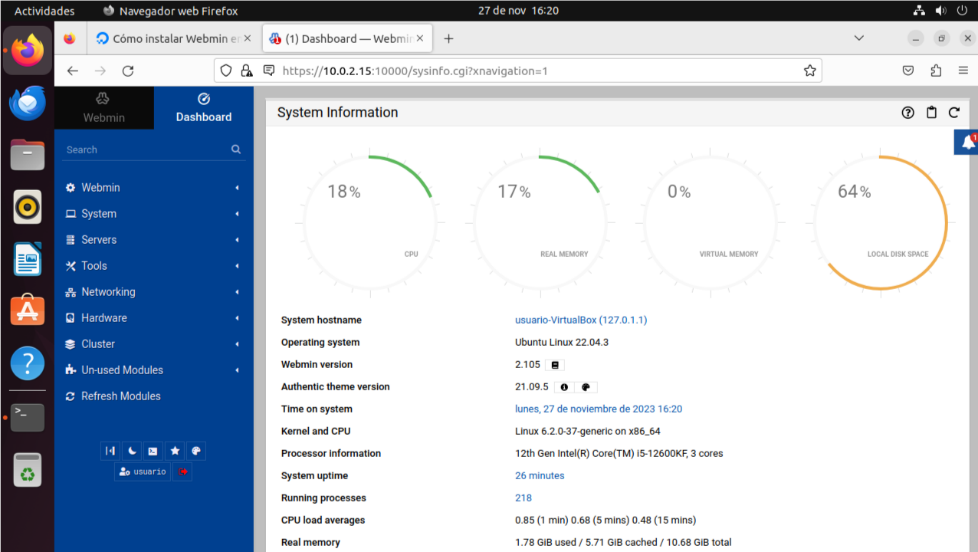 Actividades
Navegador web Firefox
27 de nov 16:20
Cómo instalar Webmin en
(1) Dashboard — Webmin
https://10.0.2.15:10000/sysinfo.cgi?xnavigation=1
Webmin
Dashboard
Search
Webmin
System
Servers
Tools
Networking
Hardware
Cluster
Un-used Modules
Refresh Modules
usuario
System Information
1
18%
CPU
17%
REAL MEMORY
0%
VIRTUAL MEMORY
64%
LOCAL DISK SPACE
System hostname usuario-VirtualBox (127.0.1.1)
Operating system Ubuntu Linux 22.04.3
Webmin version 2.105
Authentic theme version 21.09.5
Time on system lunes, 27 de noviembre de 2023 16:20
Kernel and CPU Linux 6.2.0-37-generic on x86_64
Processor information 12th Gen Intel(R) Core(TM) i5-12600KF, 3 cores
System uptime 26 minutes
Running processes 218
CPU load averages 0.85 (1 min) 0.68 (5 mins) 0.48 (15 mins)
Real memory 1.78 GiB used / 5.71 GiB cached / 10.68 GiB total